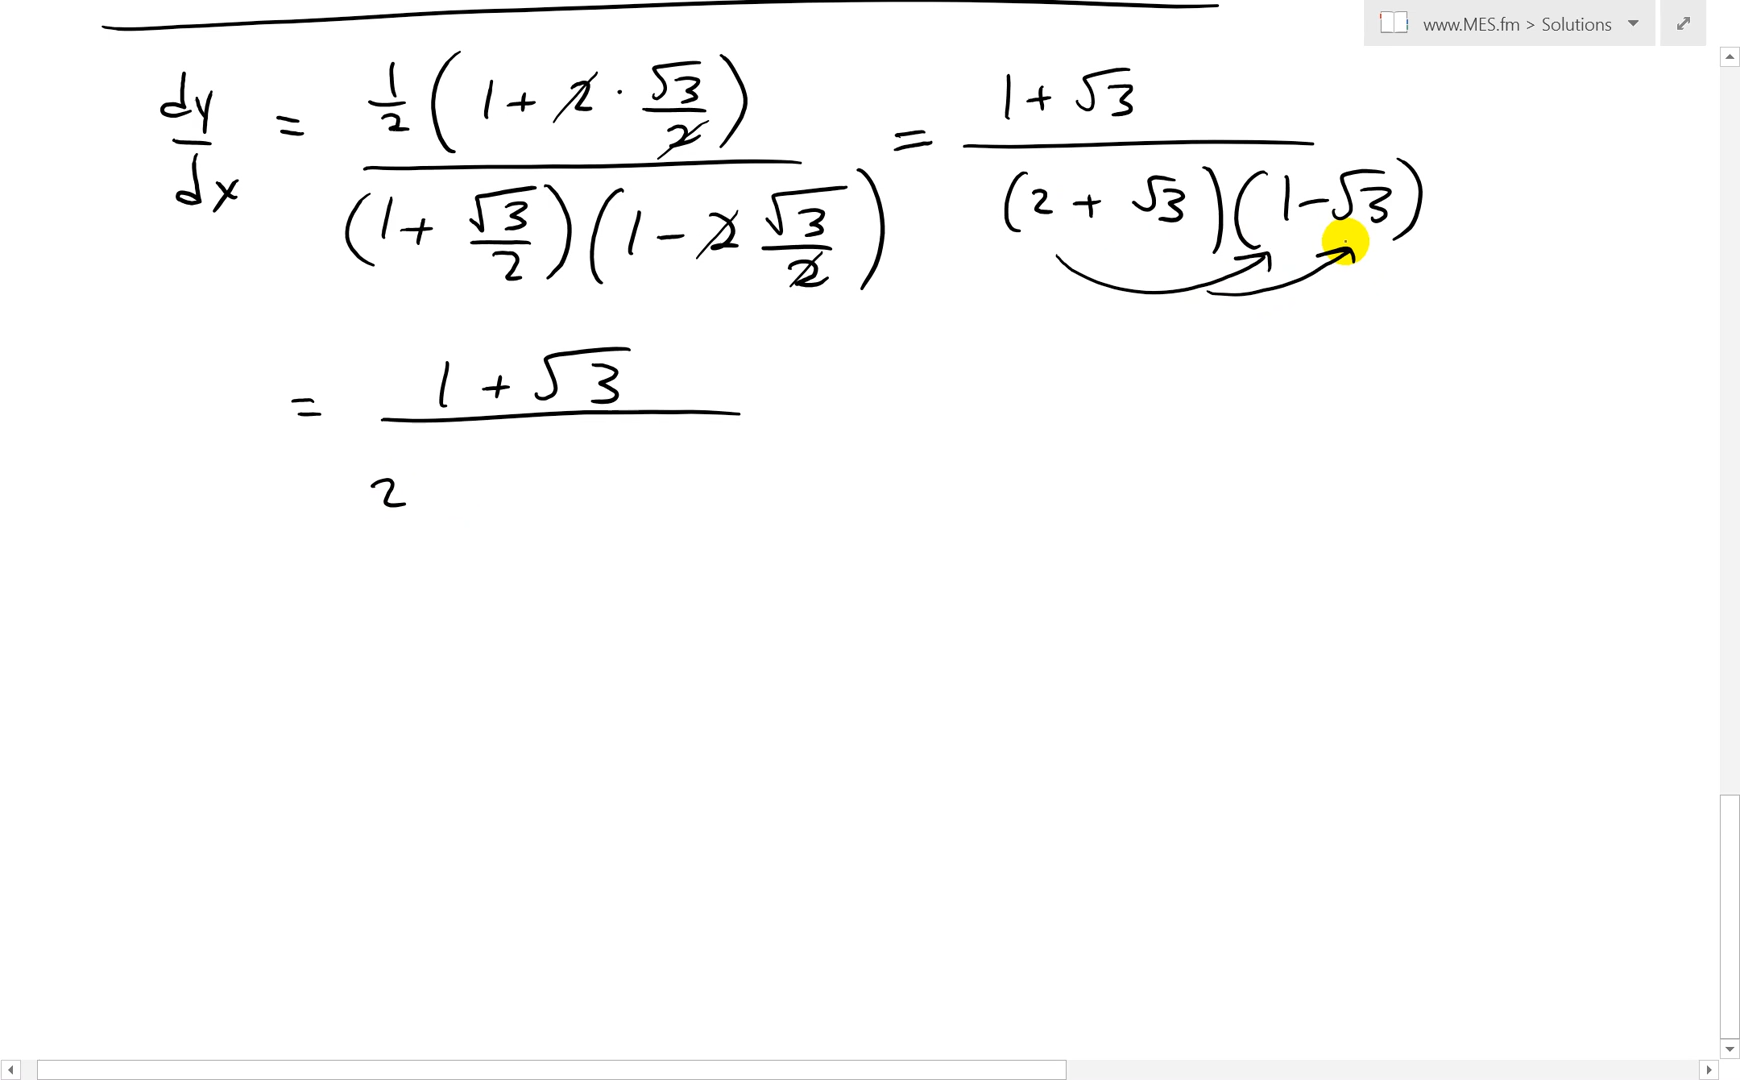 www.MES.fm > Solutions
dy/dx = 1/2 (1 + 2 · √3/2) / (1 + √3/2)(1 - 2 √3/2) = 1 + √3 / (2 + √3)(1 - √3)
= 1 + √3 / 2